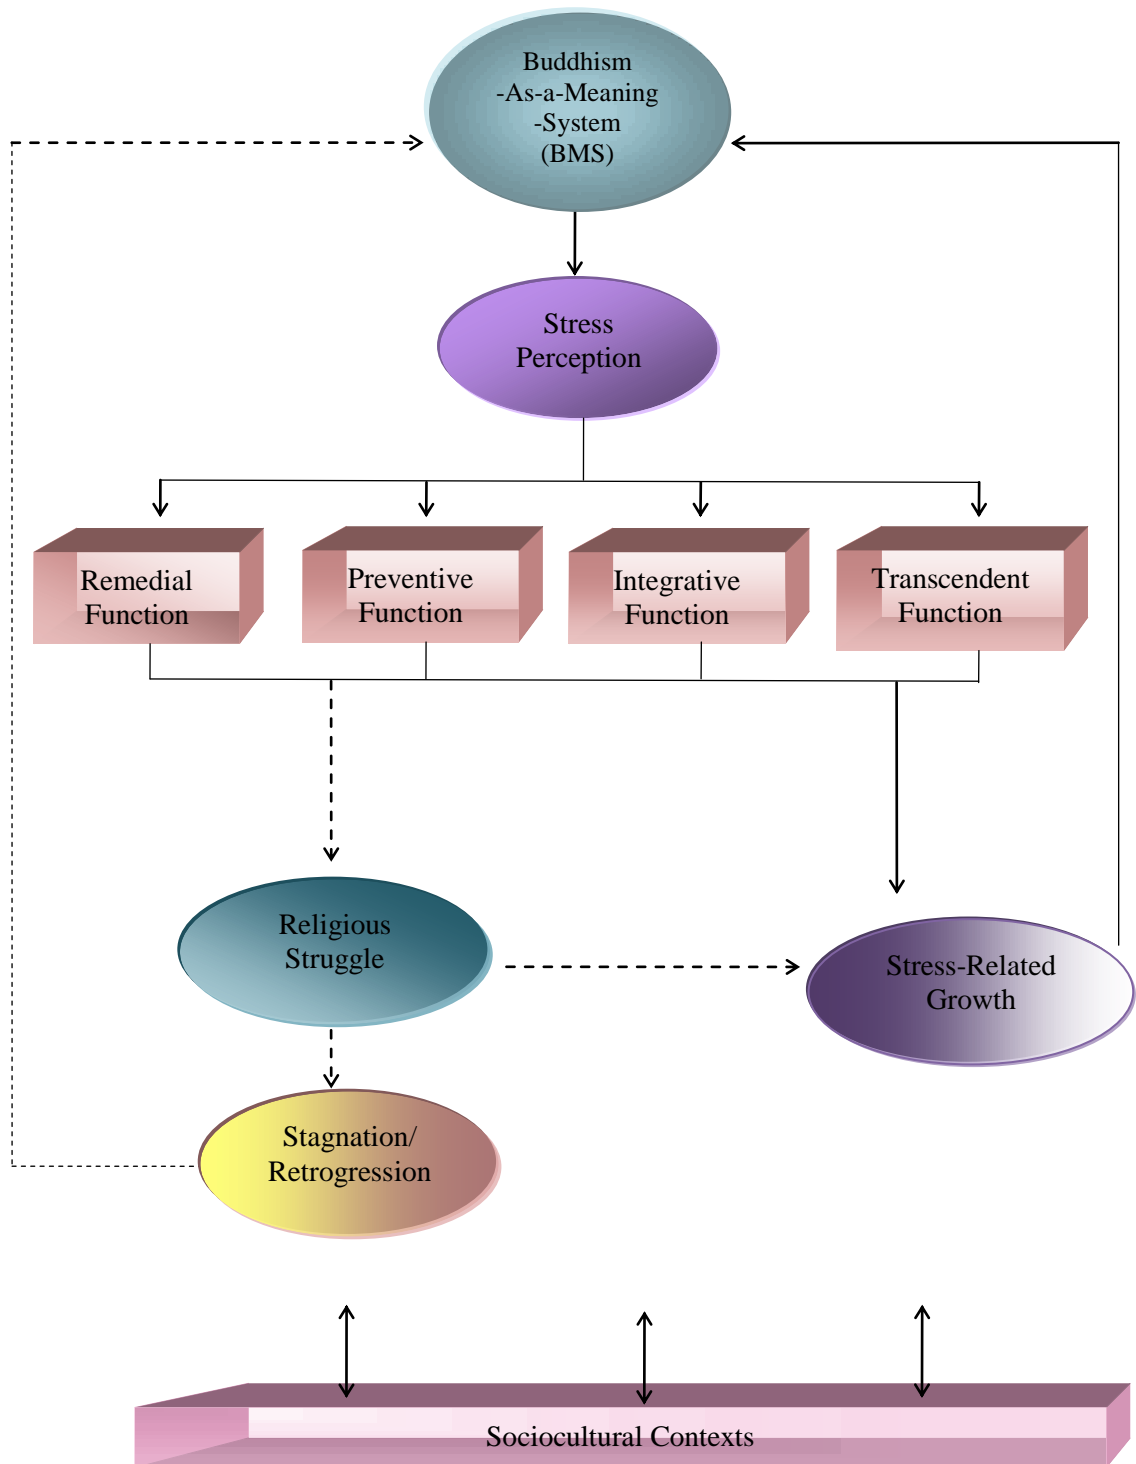 Buddhism
-As-a-Meaning
-System
(BMS)
Stress
Perception
Remedial
Function
Preventive
Function
Integrative
Function
Transcendent
Function
Religious
Struggle
Stress-Related
Growth
Stagnation/
Retrogression
Sociocultural Contexts